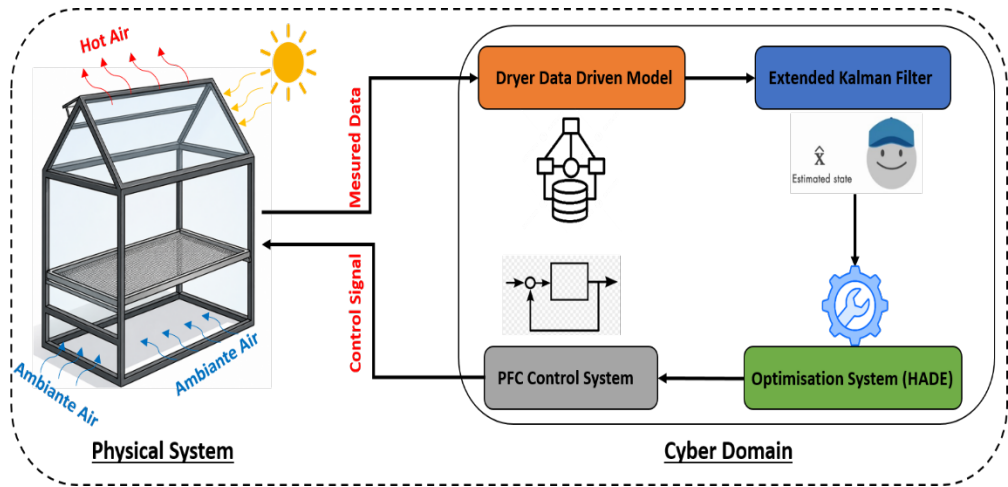 Hot Air
Mesured Data
Control Signal
Ambiante Air
Ambiante Air
Physical System
Dryer Data Driven Model
Extended Kalman Filter
x̂
Estimated state
PFC Control System
Optimisation System (HADE)
Cyber Domain